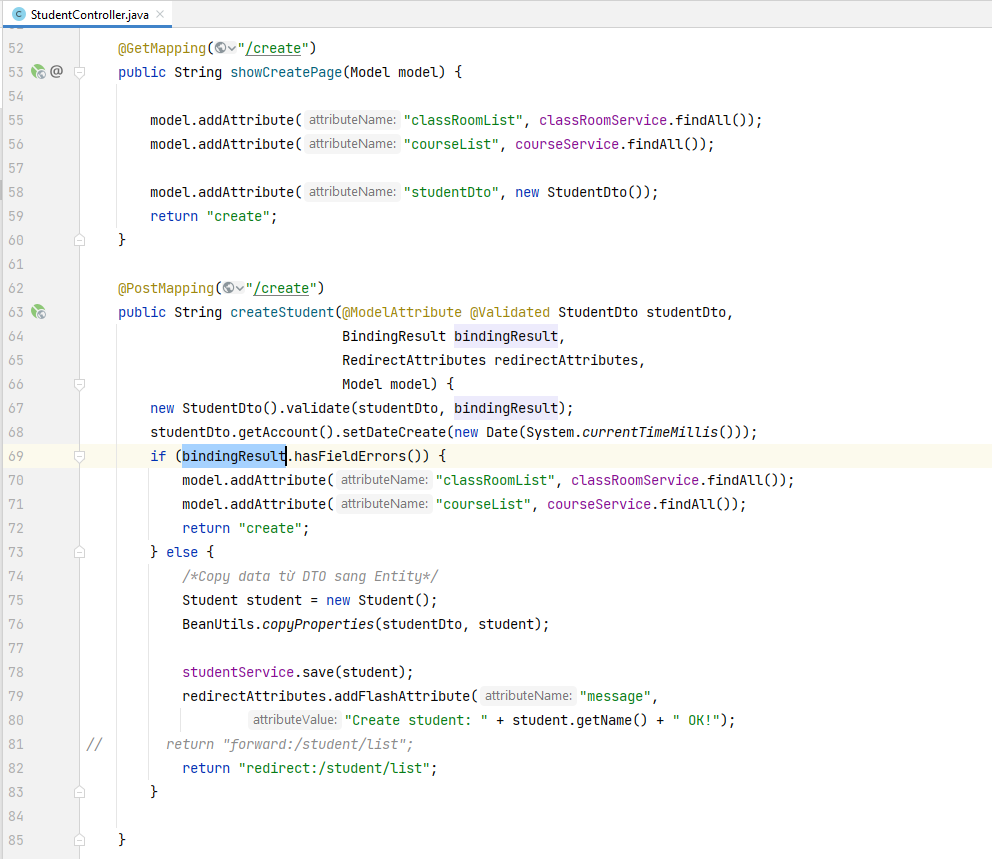 StudentController.java
52 @GetMapping("/create")
53 public String showCreatePage(Model model) {
54
55 model.addAttribute( attributeName: "classRoomList", classRoomService.findAll());
56 model.addAttribute( attributeName: "courseList", courseService.findAll());
57
58 model.addAttribute( attributeName: "studentDto", new StudentDto());
59 return "create";
60 }
61
62 @PostMapping("/create")
63 public String createStudent(@ModelAttribute @Validated StudentDto studentDto,
64 BindingResult bindingResult,
65 RedirectAttributes redirectAttributes,
66 Model model) {
67 new StudentDto().validate(studentDto, bindingResult);
68 studentDto.getAccount().setDateCreate(new Date(System.currentTimeMillis()));
69 if (bindingResult.hasFieldErrors()) {
70 model.addAttribute( attributeName: "classRoomList", classRoomService.findAll());
71 model.addAttribute( attributeName: "courseList", courseService.findAll());
72 return "create";
73 } else {
74 /*Copy data từ DTO sang Entity*/
75 Student student = new Student();
76 BeanUtils.copyProperties(studentDto, student);
77
78 studentService.save(student);
79 redirectAttributes.addFlashAttribute( attributeName: "message",
80 attributeValue: "Create student: " + student.getName() + " OK!");
81 // return "forward:/student/list";
82 return "redirect:/student/list";
83 }
84
85 }